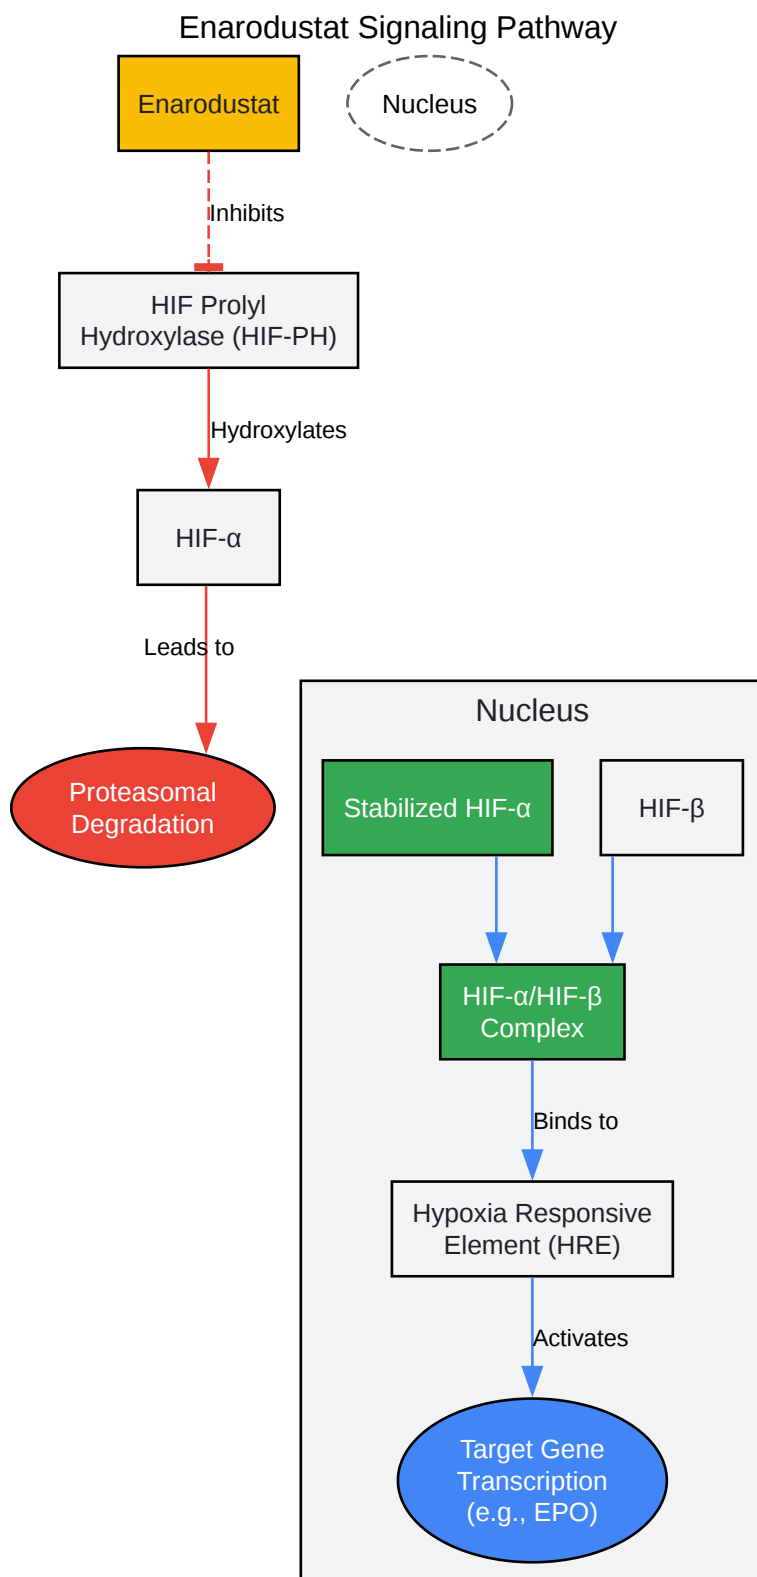 Enarodustat Signaling Pathway
Enarodustat
Nucleus
Inhibits
HIF Prolyl
Hydroxylase (HIF-PH)
Hydroxylates
HIF-α
Leads to
Proteasomal
Degradation
Nucleus
Stabilized HIF-α
HIF-β
HIF-α/HIF-β
Complex
Binds to
Hypoxia Responsive
Element (HRE)
Activates
Target Gene
Transcription
(e.g., EPO)